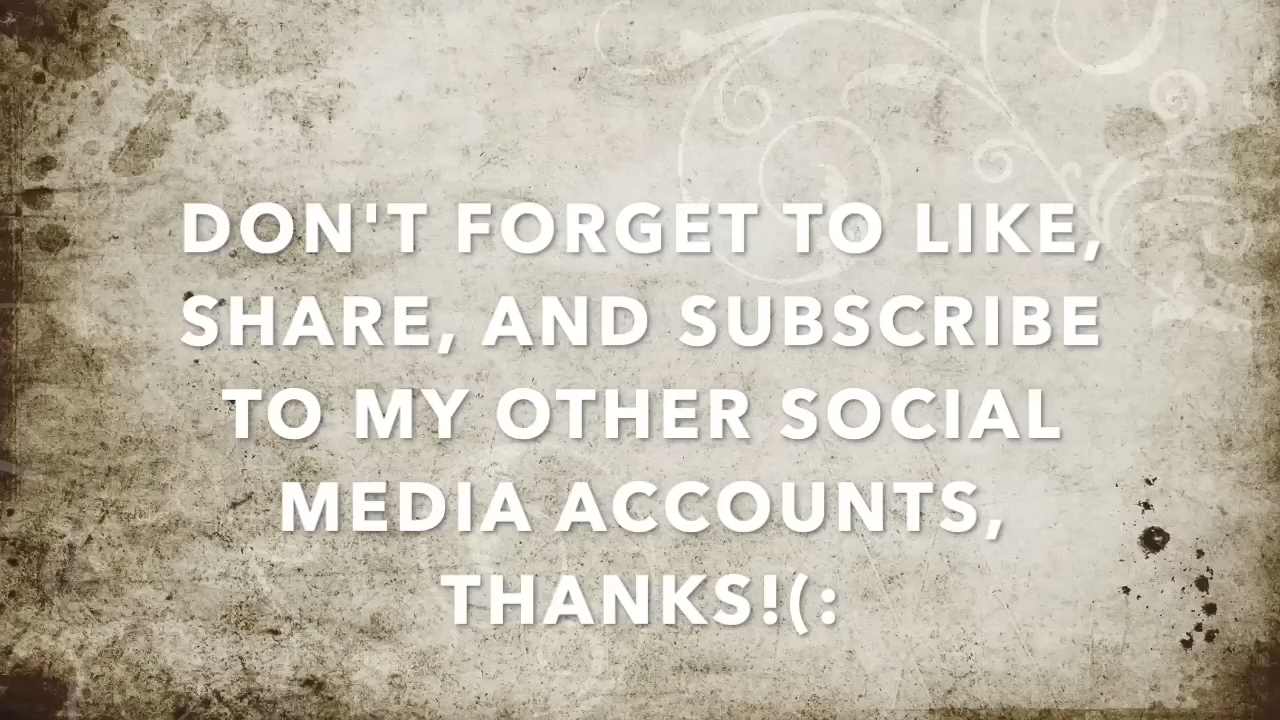 DON'T FORGET TO LIKE,
SHARE, AND SUBSCRIBE
TO MY OTHER SOCIAL
MEDIA ACCOUNTS,
THANKS!(: